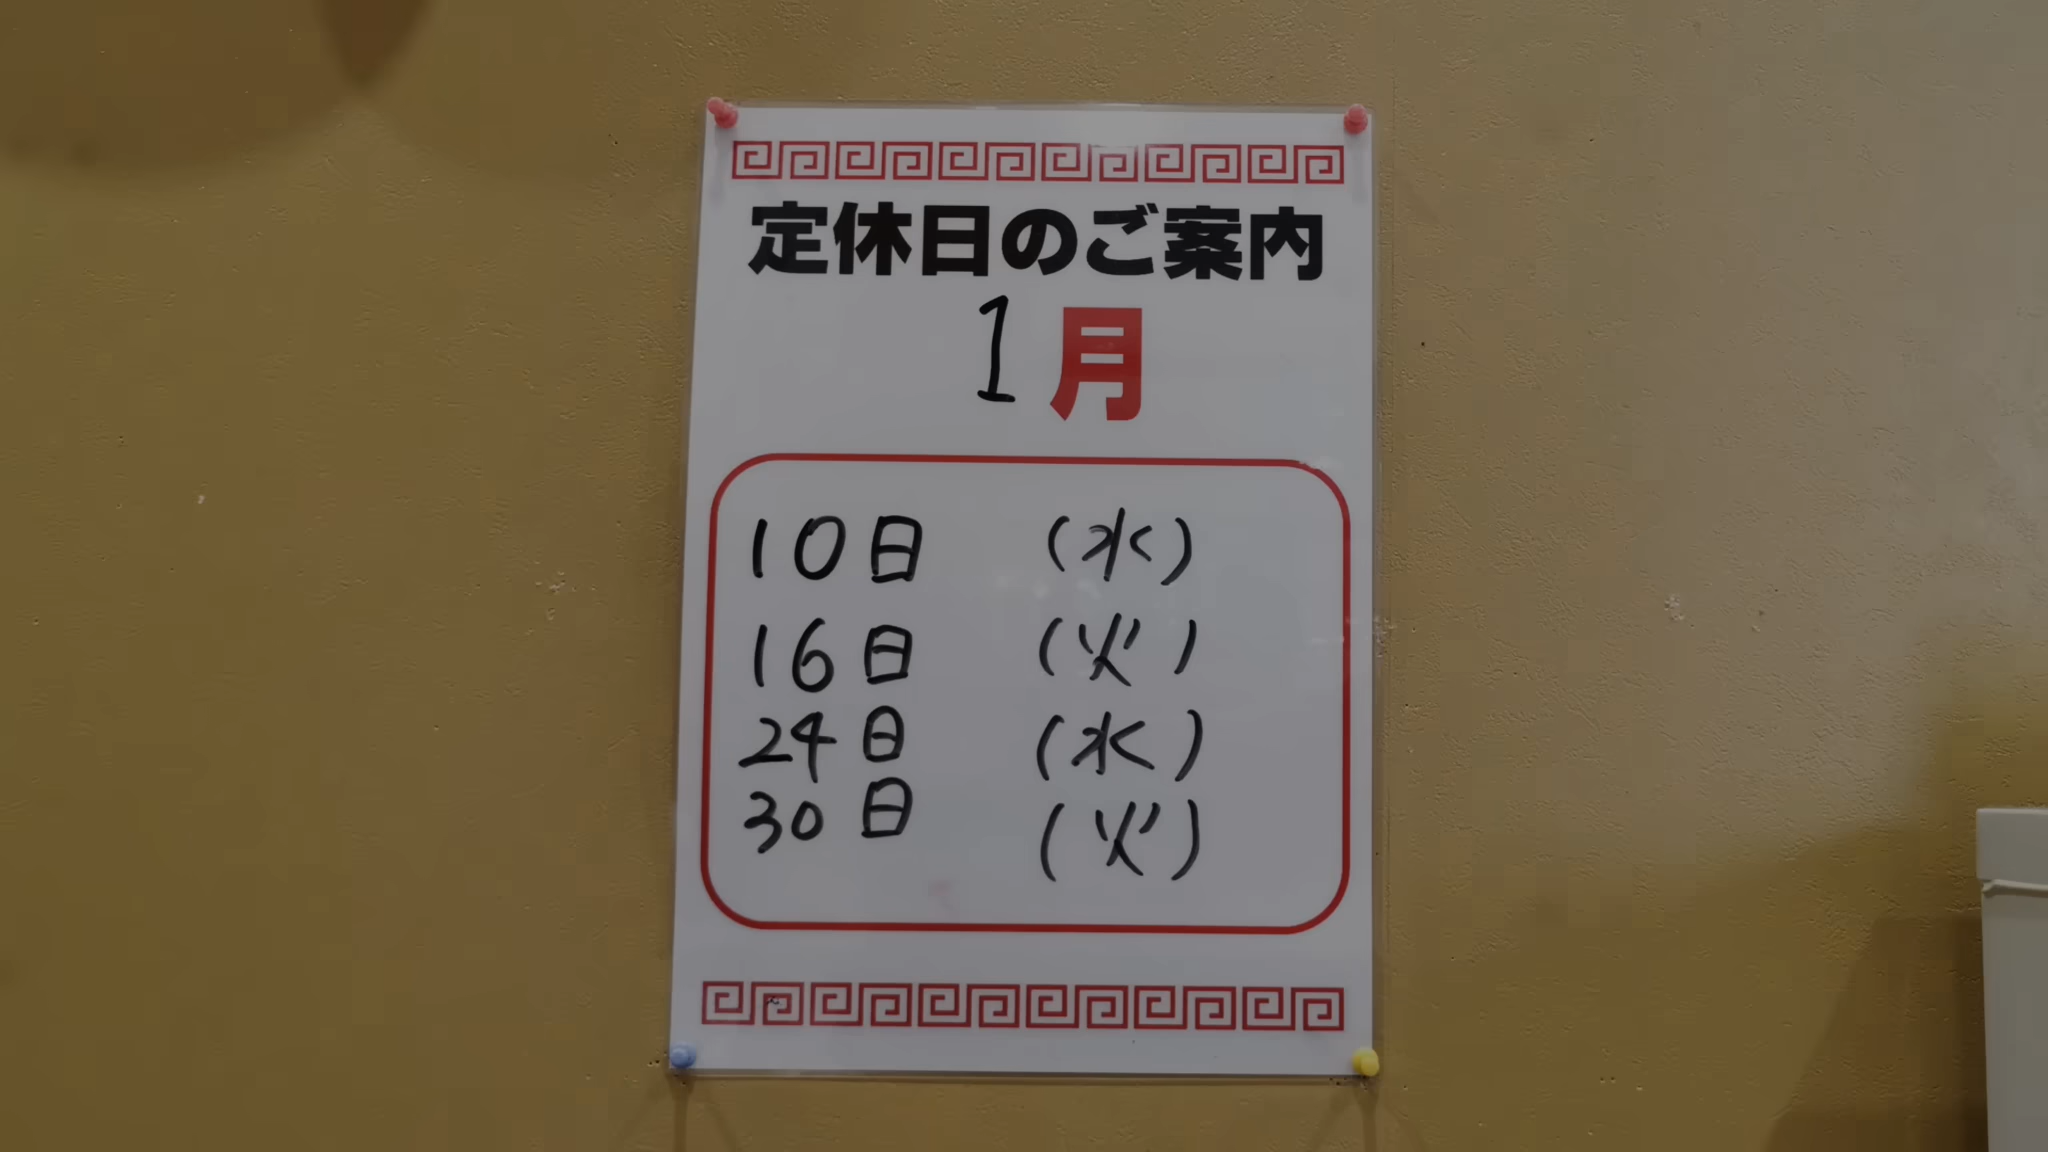 定休日のご案内
1月
10日 (水)
16日 (火)
24日 (水)
30日 (火)